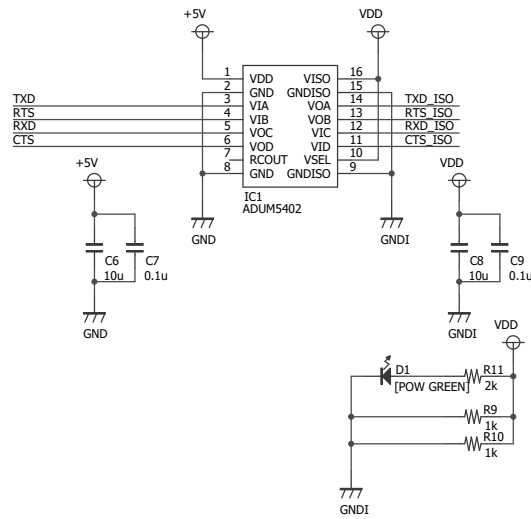 +5V VDD
1 VDD VISO 16
2 GND GNDISO 15
TXD 3 VIA VOA 14 TXD_ISO
RTS 4 VIB VOB 13 RTS_ISO
RXD 5 VOC VIC 12 RXD_ISO
CTS 6 VOD VID 11 CTS_ISO
7 RCOUT VSEL 10
8 GND GNDISO 9
+5V VDD
IC1
ADUM5402
GND GNDI
C6 C7 C8 C9
10u 0.1u 10u 0.1u
GND GNDI
VDD
D1 R11
[POW GREEN] 2k
R9
1k
R10
1k
GNDI